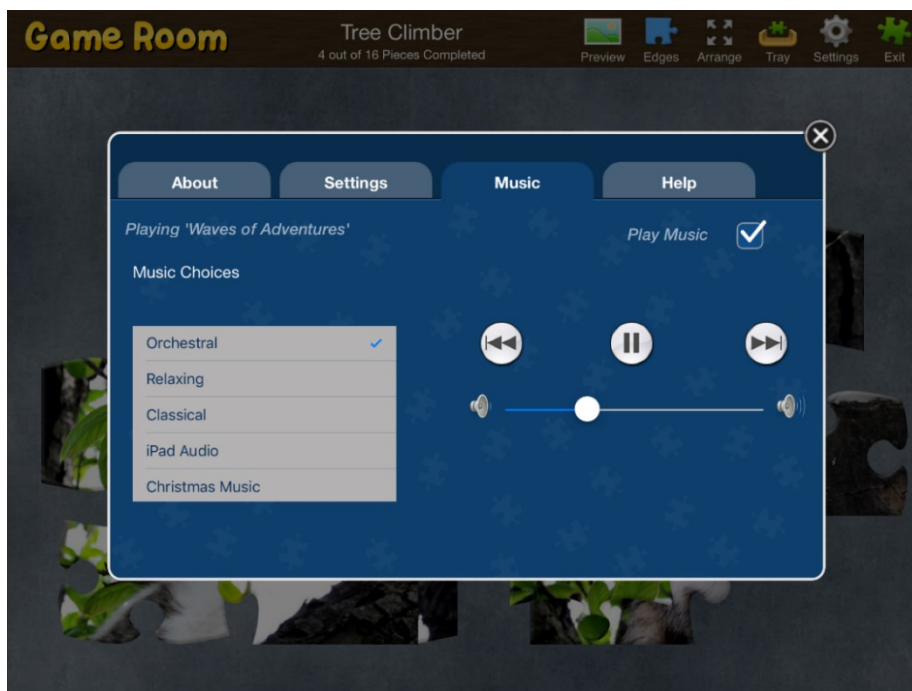 Game Room
Tree Climber
4 out of 16 Pieces Completed
Preview Edges Arrange Tray Settings Exit
About Settings Music Help
Playing 'Waves of Adventures'
Play Music
Music Choices
Orchestral
Relaxing
Classical
iPad Audio
Christmas Music